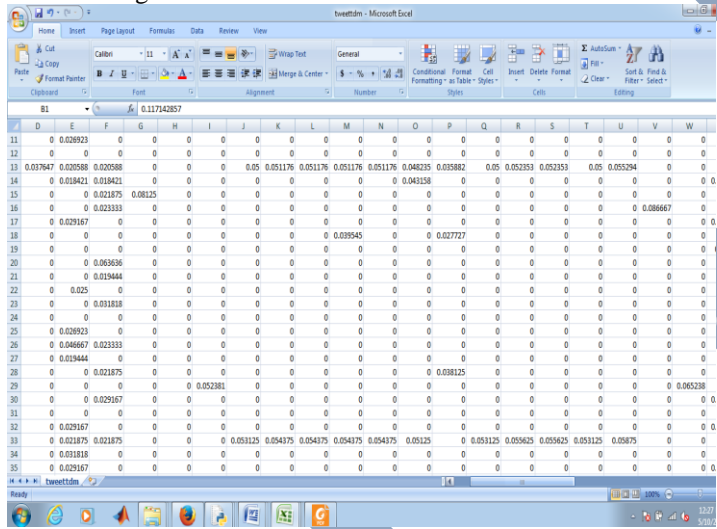 tweettdm - Microsoft Excel
Home Insert Page Layout Formulas Data Review View
Cut
Copy
Format Painter
Paste
Calibri 11
Wrap Text
Merge & Center
General
Conditional Formatting
Format as Table
Cell Styles
Insert Delete Format
AutoSum
Fill
Clear
Sort & Filter
Find & Select
Clipboard Font Alignment Number Styles Cells Editing
B1 fx 0.117142857
D E F G H I J K L M N O P Q R S T U V W
11 0 0.026923 0 0 0 0 0 0 0 0 0 0 0 0 0 0 0 0 0 0
12 0 0 0 0 0 0 0 0 0 0 0 0 0 0 0 0 0 0 0 0
13 0.037647 0.020588 0.020588 0 0 0 0.05 0.051176 0.051176 0.051176 0.051176 0.048235 0.035882 0.05 0.052353 0.052353 0.05 0.055294 0 0
14 0 0.018421 0.018421 0 0 0 0 0 0 0 0 0.043158 0 0 0 0 0 0 0 0
15 0 0 0.021875 0.08125 0 0 0 0 0 0 0 0 0 0 0 0 0 0 0 0
16 0 0 0.023333 0 0 0 0 0 0 0 0 0 0 0 0 0 0 0 0.086667 0
17 0 0.029167 0 0 0 0 0 0 0 0 0 0 0 0 0 0 0 0 0 0
18 0 0 0 0 0 0 0 0 0 0.039545 0 0 0.027727 0 0 0 0 0 0 0
19 0 0 0 0 0 0 0 0 0 0 0 0 0 0 0 0 0 0 0 0
20 0 0 0.063636 0 0 0 0 0 0 0 0 0 0 0 0 0 0 0 0 0
21 0 0 0.019444 0 0 0 0 0 0 0 0 0 0 0 0 0 0 0 0 0
22 0 0.025 0 0 0 0 0 0 0 0 0 0 0 0 0 0 0 0 0 0
23 0 0 0.031818 0 0 0 0 0 0 0 0 0 0 0 0 0 0 0 0 0
24 0 0 0 0 0 0 0 0 0 0 0 0 0 0 0 0 0 0 0 0
25 0 0.026923 0 0 0 0 0 0 0 0 0 0 0 0 0 0 0 0 0 0
26 0 0.046667 0.023333 0 0 0 0 0 0 0 0 0 0 0 0 0 0 0 0 0
27 0 0.019444 0 0 0 0 0 0 0 0 0 0 0 0 0 0 0 0 0 0
28 0 0 0.021875 0 0 0 0 0 0 0 0 0 0.038125 0 0 0 0 0 0 0
29 0 0 0 0 0 0.052381 0 0 0 0 0 0 0 0 0 0 0 0 0 0.065238
30 0 0 0.029167 0 0 0 0 0 0 0 0 0 0 0 0 0 0 0 0 0
31 0 0 0 0 0 0 0 0 0 0 0 0 0 0 0 0 0 0 0 0
32 0 0.029167 0 0 0 0 0 0 0 0 0 0 0 0 0 0 0 0 0 0
33 0 0.021875 0.021875 0 0 0 0.053125 0.054375 0.054375 0.054375 0.054375 0.05125 0 0.053125 0.055625 0.055625 0.053125 0.05875 0 0
34 0 0.031818 0 0 0 0 0 0 0 0 0 0 0 0 0 0 0 0 0 0
35 0 0.029167 0 0 0 0 0 0 0 0 0 0 0 0 0 0 0 0 0 0
tweettdm
Ready 100%
12:27